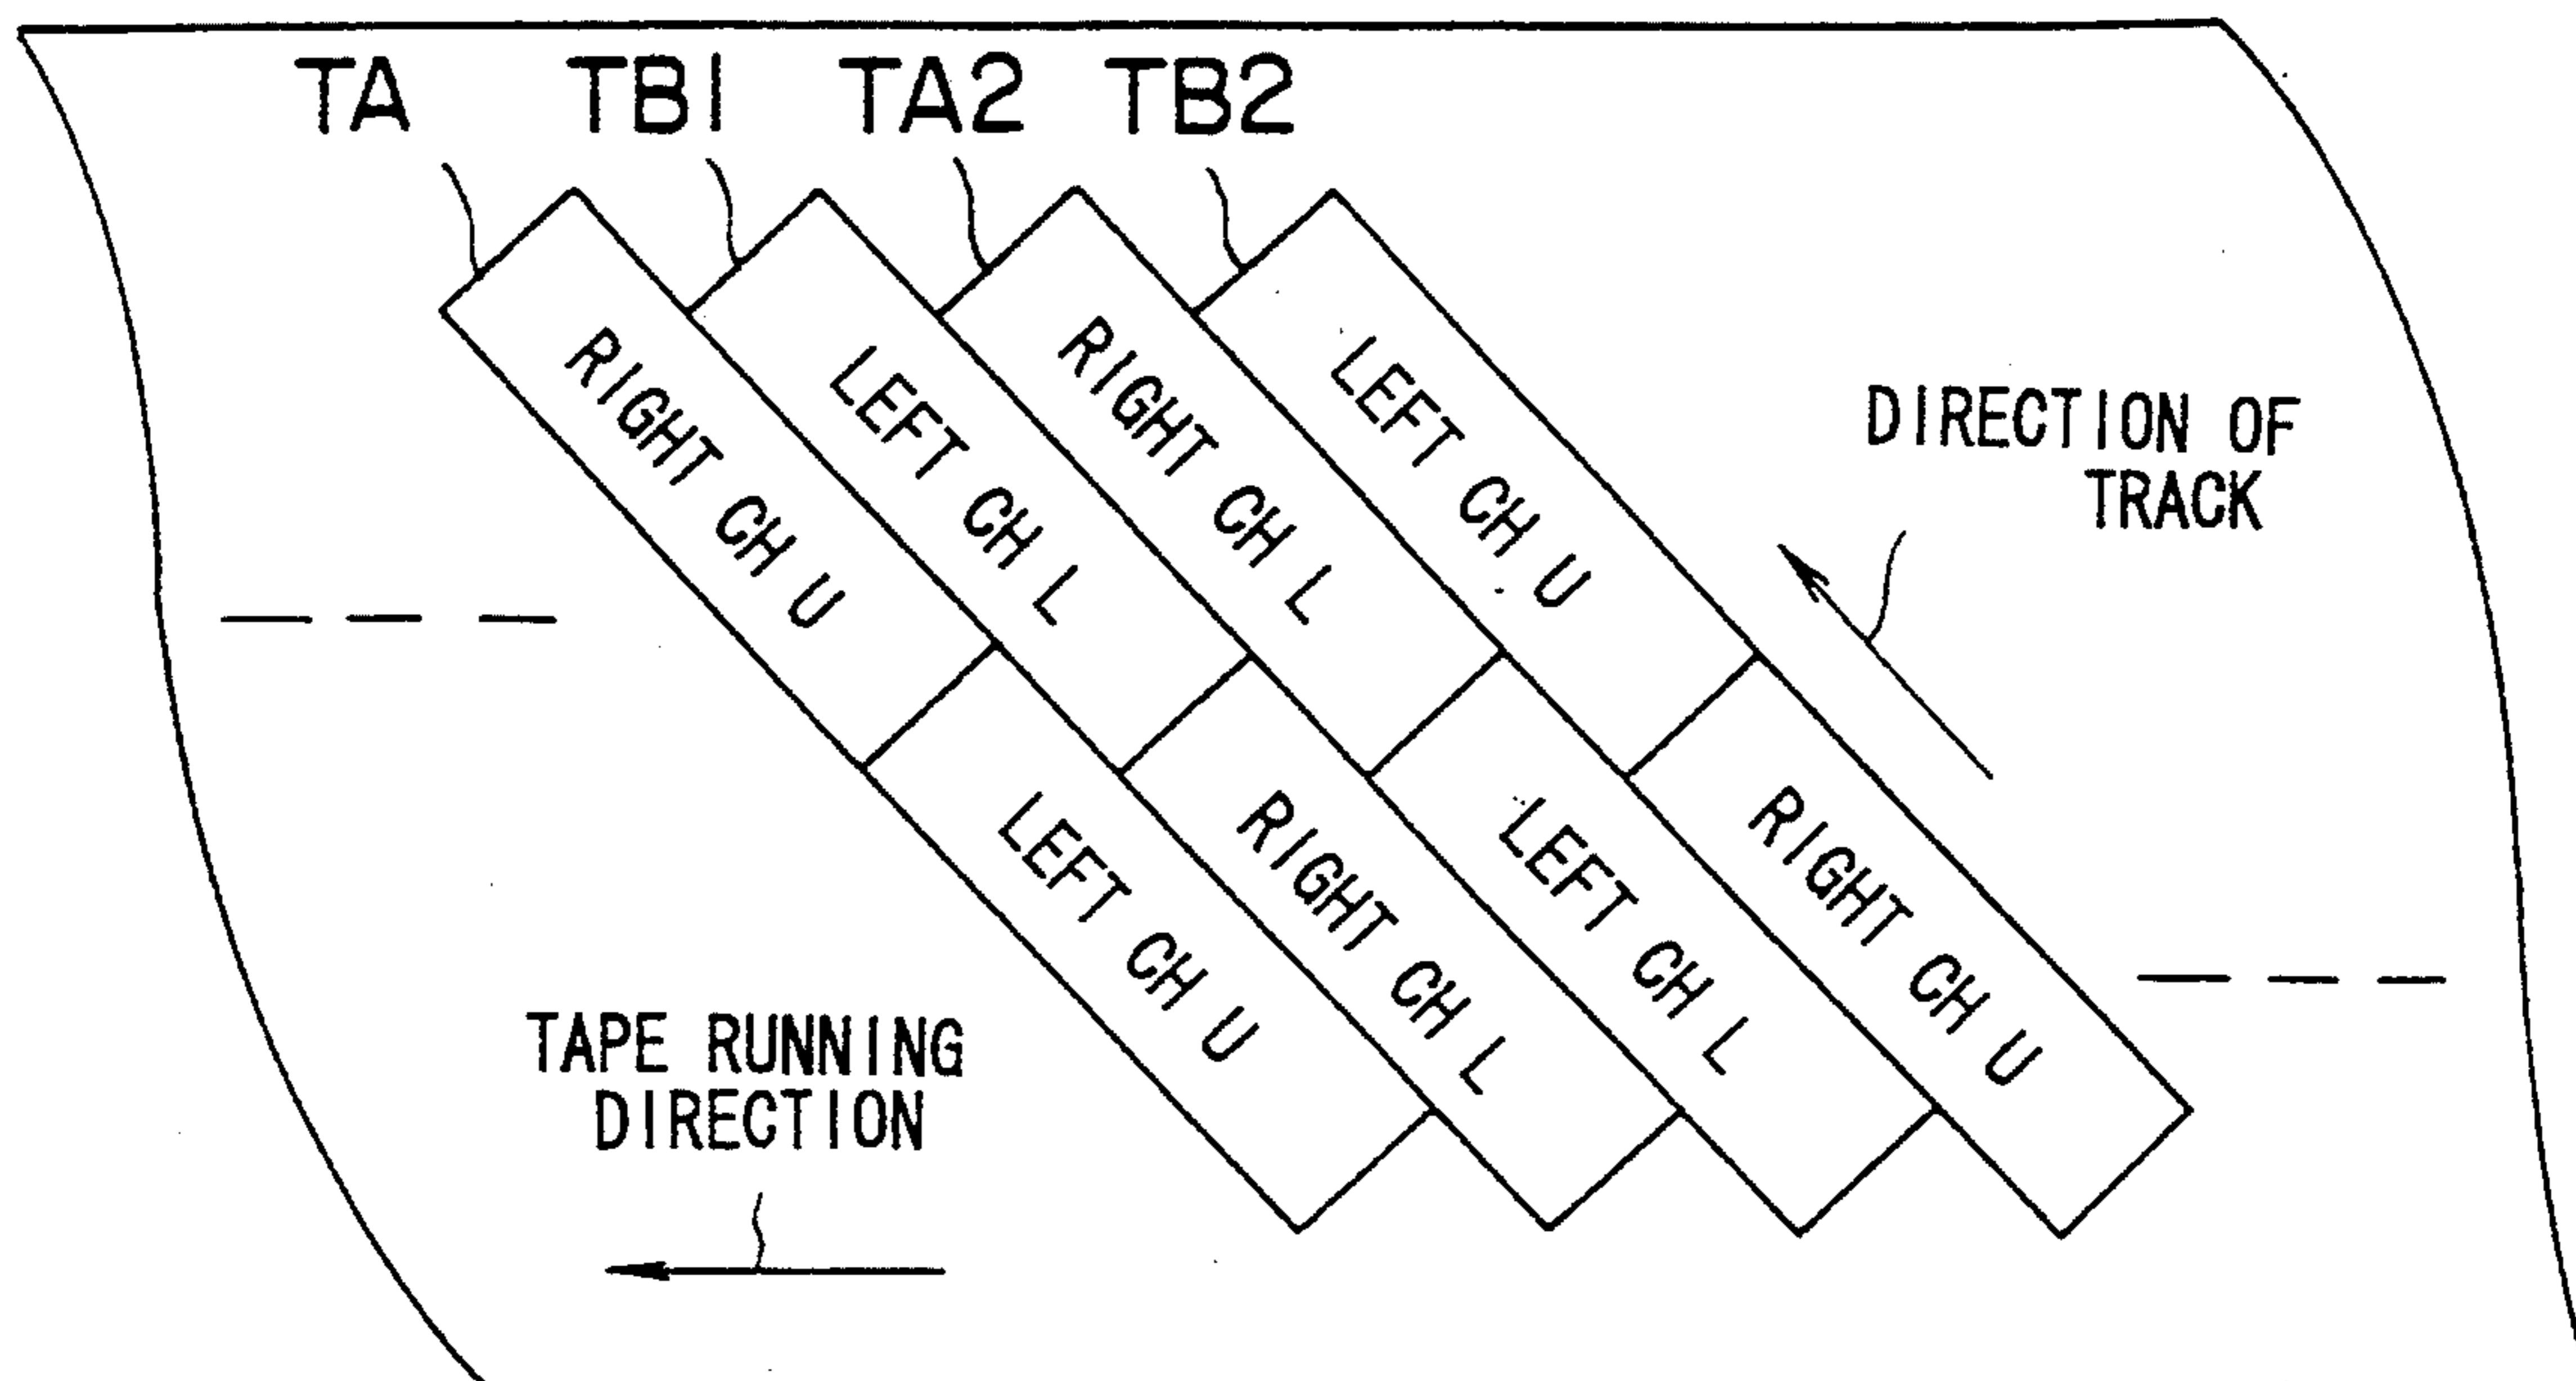 TA TB1 TA2 TB2
RIGHT CH U
LEFT CH L
RIGHT CH L
LEFT CH U
DIRECTION OF
TRACK
LEFT CH U
RIGHT CH L
LEFT CH L
RIGHT CH U
TAPE RUNNING
DIRECTION